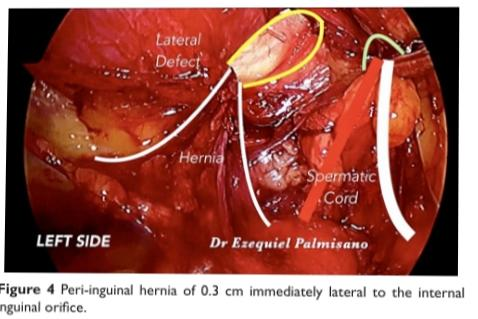 Lateral
Defect
Hernia
Spermatic
Cord
LEFT SIDE
Dr Ezequiel Palmisano
Figure 4 Peri-inguinal hernia of 0.3 cm immediately lateral to the internal
nguinal orifice.